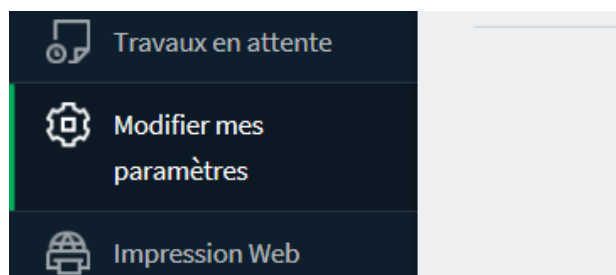 Travaux en attente
Modifier mes
paramètres
Impression Web